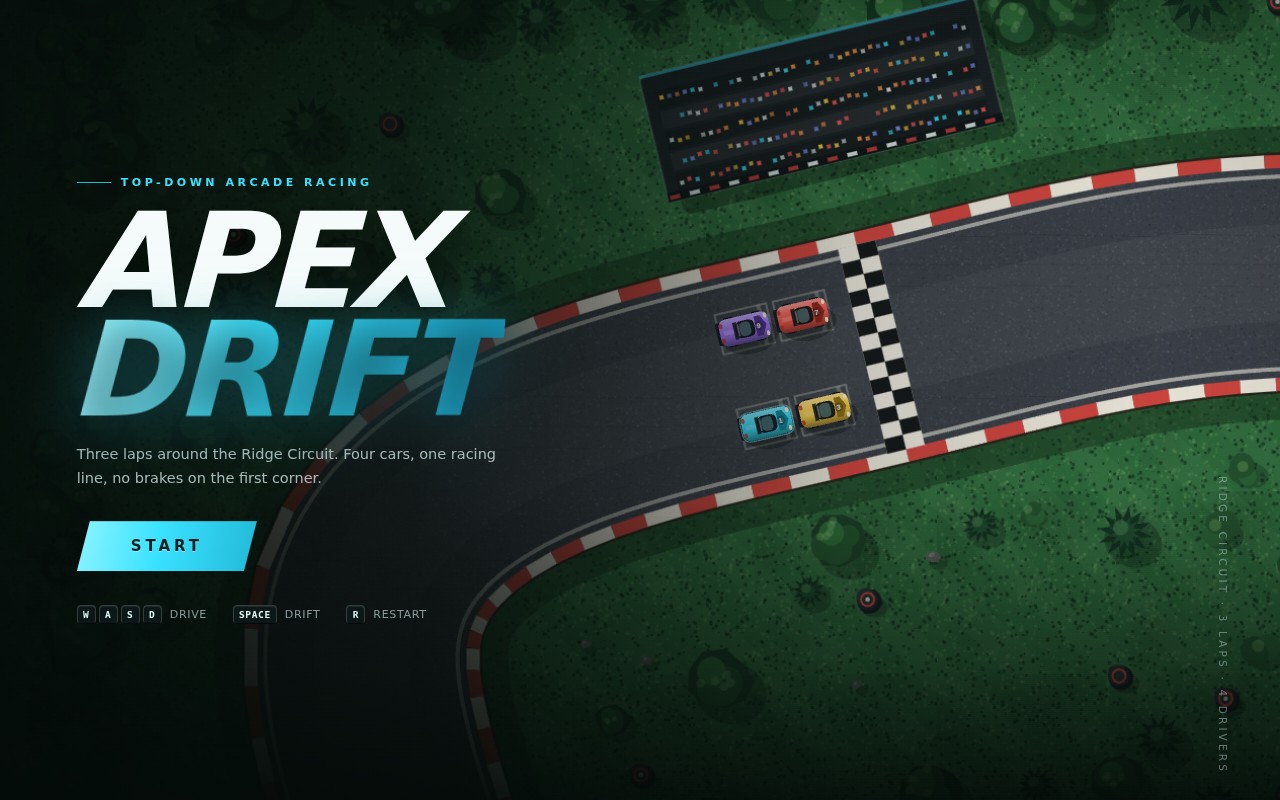 TOP-DOWN ARCADE RACING
APEX
DRIFT
Three laps around the Ridge Circuit. Four cars, one racing
line, no brakes on the first corner.
START
W A S D DRIVE SPACE DRIFT R RESTART
RIDGE CIRCUIT · 3 LAPS · 4 DRIVERS